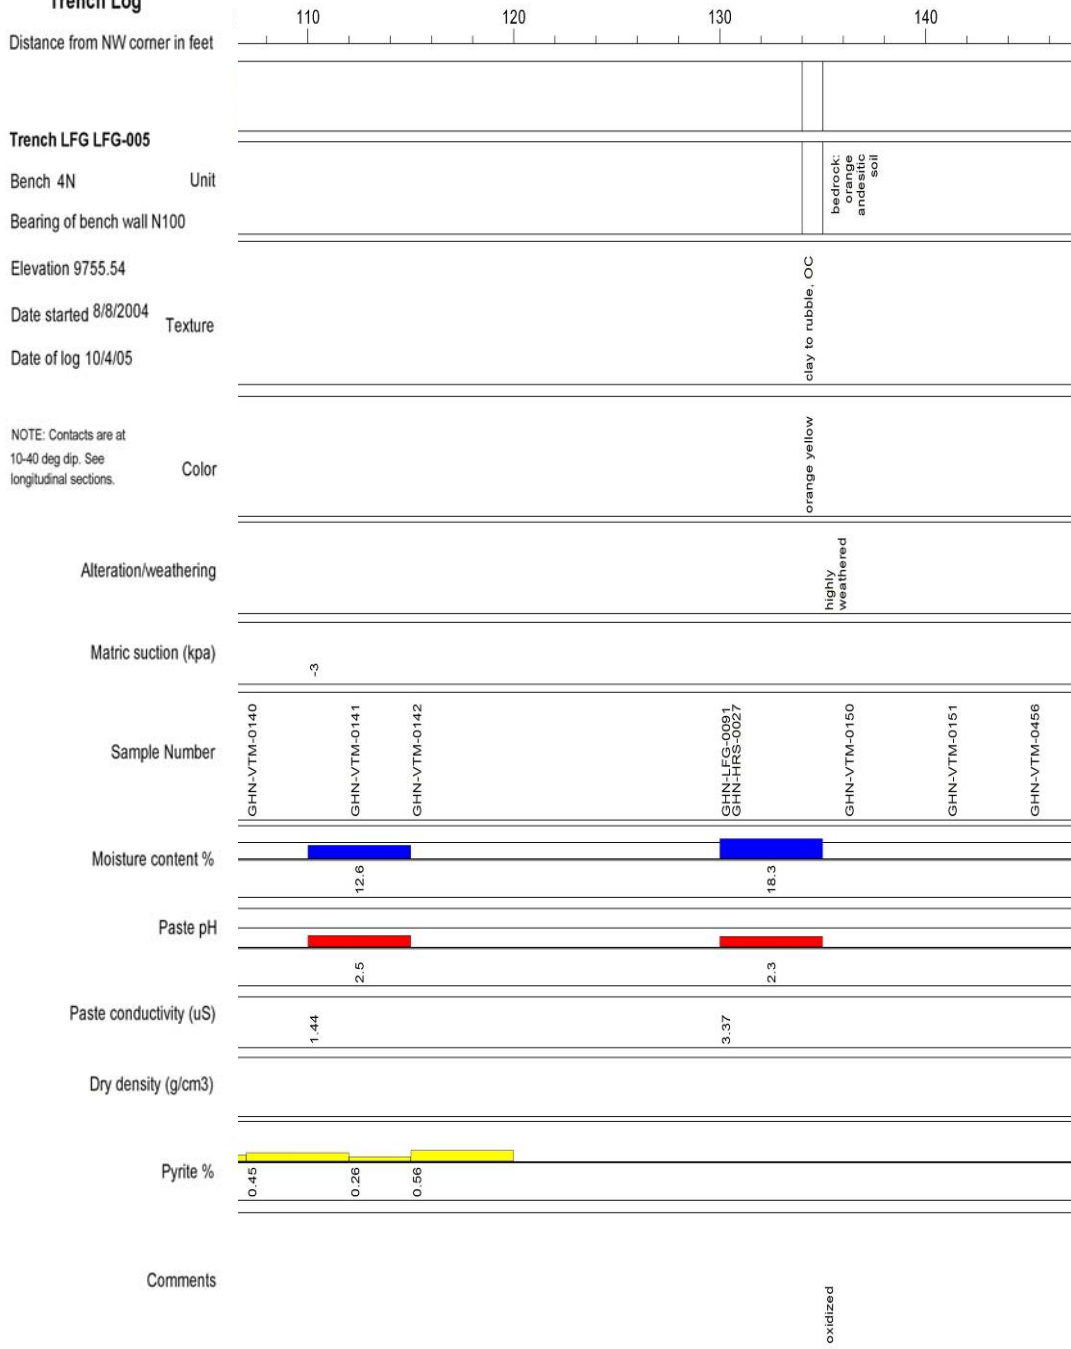 Trench Log
110 120 130 140
Distance from NW corner in feet
Trench LFG LFG-005
Bench 4N
Unit
Bearing of bench wall N100
bedrock:
orange
andesitic
soil
Elevation 9755.54
Date started 8/8/2004
Texture
Date of log 10/4/05
clay to rubble, OC
NOTE: Contacts are at
10-40 deg dip. See
longitudinal sections.
Color
orange yellow
Alteration/weathering
highly
weathered
Matric suction (kpa)
-3
Sample Number
GHN-VTM-0140
GHN-VTM-0141
GHN-VTM-0142
GHN-LFG-0091
GHN-HRS-0027
GHN-VTM-0150
GHN-VTM-0151
GHN-VTM-0456
Moisture content %
12.6
18.3
Paste pH
2.5
2.3
Paste conductivity (uS)
1.44
3.37
Dry density (g/cm3)
Pyrite %
0.45
0.26
0.56
Comments
oxidized